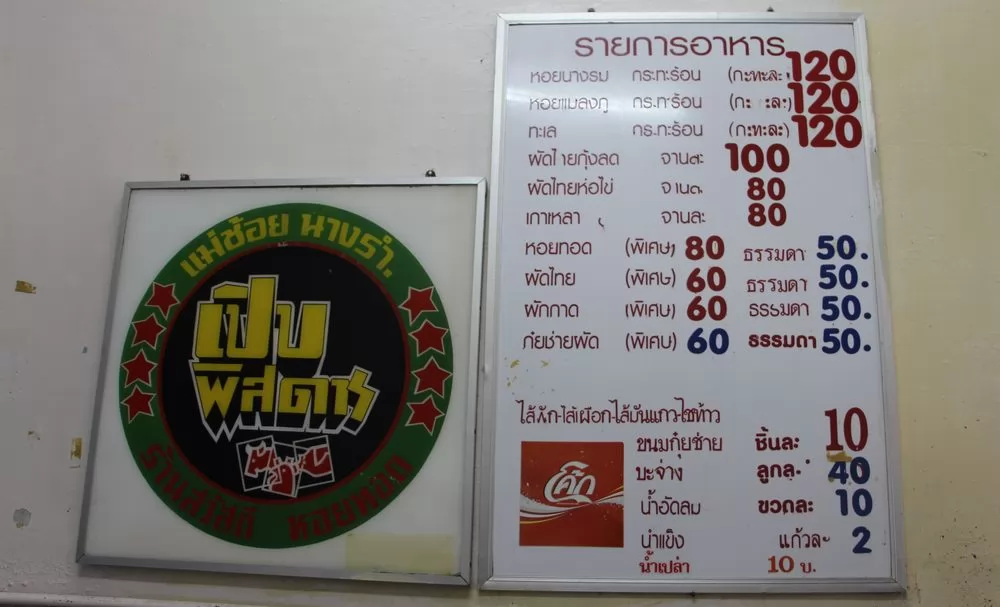 แม่ช้อย นางรำ.
เปิบ
พิสดาร
ร้านสวัสดี หอยทอด
รายการอาหาร
หอยนางรม กระทะร้อน (กะทะละ 120
หอยแมลงภู่ กระทะร้อน 120
ทะเล กระทะร้อน (กะทะละ) 120
ผัดไทยกุ้งสด จานละ 100
ผัดไทยห่อไข่ จานละ 80
เกาเหลา จานละ 80
หอยทอด (พิเศษ) 80 ธรรมดา 50.
ผัดไทย (พิเศษ) 60 ธรรมดา 50.
ผักกาด (พิเศษ) 60 ธรรมดา 50.
กุ๋ยช่ายผัด (พิเศษ) 60 ธรรมดา 50.
ไส้ผัก-ไส้เผือก-ไส้มันแกว-ไชท้าว
ขนมกุ๋ยช้าย ชิ้นละ 10
บะจ่าง ลูกละ 40
โค้ก
น้ำอัดลม ขวดละ 10
น้ำแข็ง แก้วละ 2
น้ำเปล่า 10 บ.